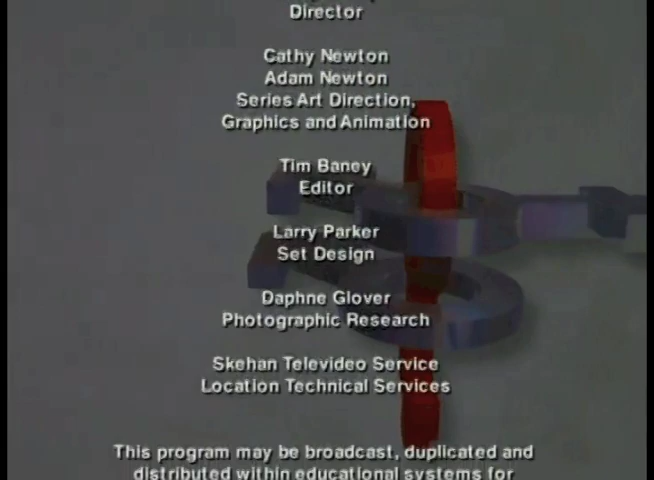 Director
Cathy Newton
Adam Newton
Series Art Direction,
Graphics and Animation
Tim Baney
Editor
Larry Parker
Set Design
Daphne Glover
Photographic Research
Skehan Televideo Service
Location Technical Services
This program may be broadcast, duplicated and
distributed within educational systems for